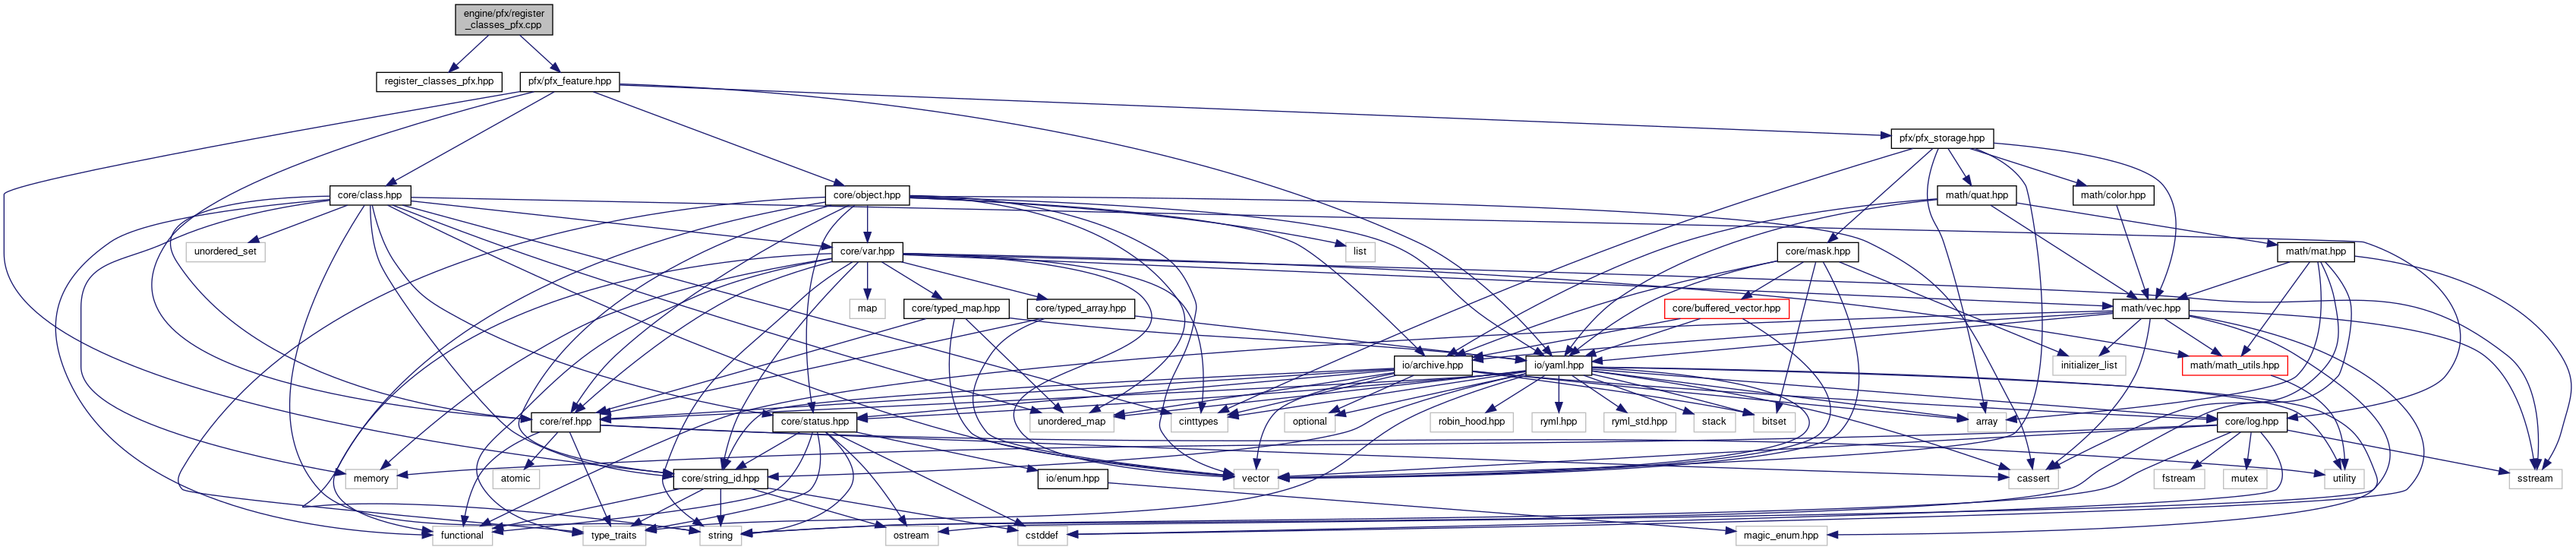 engine/pfx/register
_classes_pfx.cpp
register_classes_pfx.hpp
pfx/pfx_feature.hpp
pfx/pfx_storage.hpp
core/class.hpp
core/object.hpp
math/quat.hpp
math/color.hpp
unordered_set
core/var.hpp
list
core/mask.hpp
math/mat.hpp
map
core/typed_map.hpp
core/typed_array.hpp
core/buffered_vector.hpp
math/vec.hpp
io/archive.hpp
io/yaml.hpp
initializer_list
math/math_utils.hpp
core/ref.hpp
core/status.hpp
unordered_map
cinttypes
optional
robin_hood.hpp
ryml.hpp
ryml_std.hpp
stack
bitset
array
core/log.hpp
memory
atomic
core/string_id.hpp
io/enum.hpp
vector
cassert
fstream
mutex
utility
sstream
functional
type_traits
string
ostream
cstddef
magic_enum.hpp